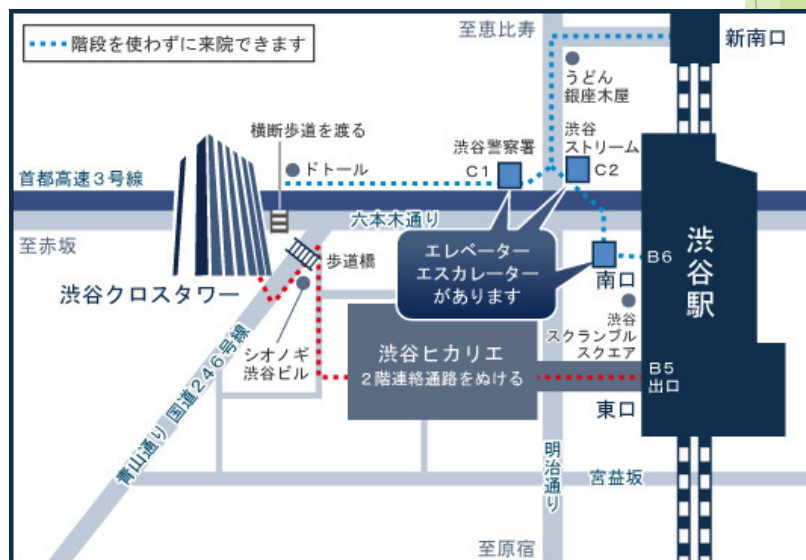 階段を使わずに来院できます
至恵比寿
新南口
うどん
銀座木屋
横断歩道を渡る
渋谷警察署
C1
渋谷
ストリーム
C2
ドトール
首都高速3号線
六本木通り
至赤坂
エレベーター
エスカレーター
があります
歩道橋
B6
南口
渋谷駅
渋谷クロスタワー
渋谷
スクランブル
スクエア
シオノギ
渋谷ビル
渋谷ヒカリエ
2階連絡通路をぬける
B5
出口
東口
青山通り 国道246号線
明治通り
宮益坂
至原宿